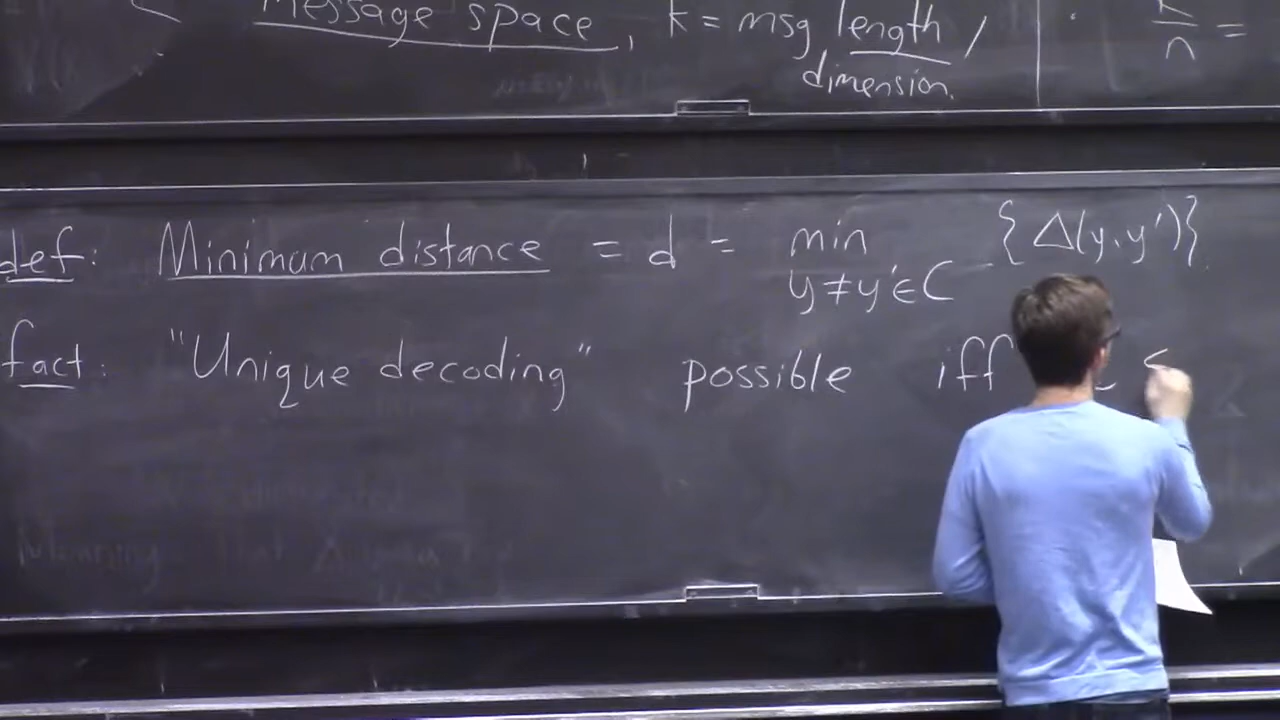 message space, k = msg length /
dimension.
k/n =
def: Minimum distance = d = min {Δ(y, y')}
y ≠ y' ∈ C
fact: "Unique decoding" possible iff